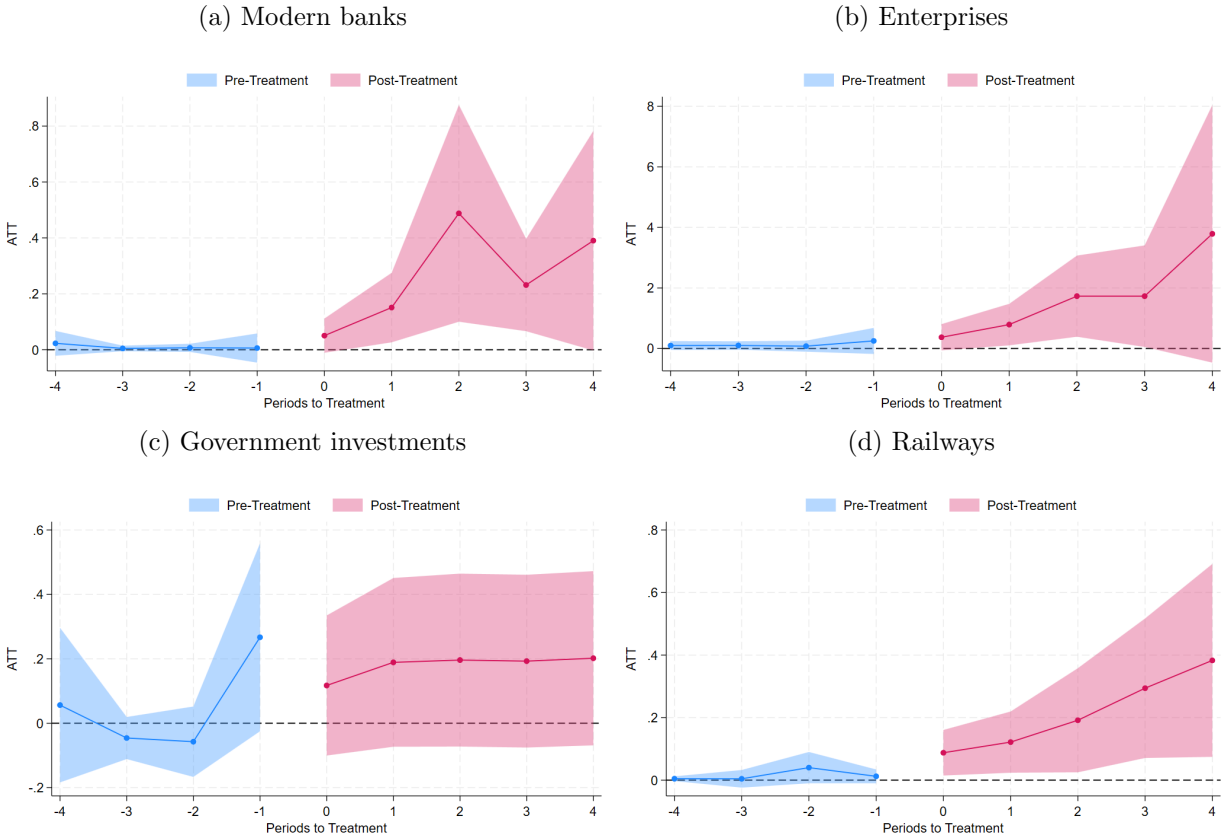 (a) Modern banks
Pre-Treatment Post-Treatment
.8
.6
.4
.2
0
ATT
-4 -3 -2 -1 0 1 2 3 4
Periods to Treatment
(b) Enterprises
Pre-Treatment Post-Treatment
8
6
4
2
0
ATT
-4 -3 -2 -1 0 1 2 3 4
Periods to Treatment
(c) Government investments
Pre-Treatment Post-Treatment
.6
.4
.2
0
-.2
ATT
-4 -3 -2 -1 0 1 2 3 4
Periods to Treatment
(d) Railways
Pre-Treatment Post-Treatment
.8
.6
.4
.2
0
ATT
-4 -3 -2 -1 0 1 2 3 4
Periods to Treatment